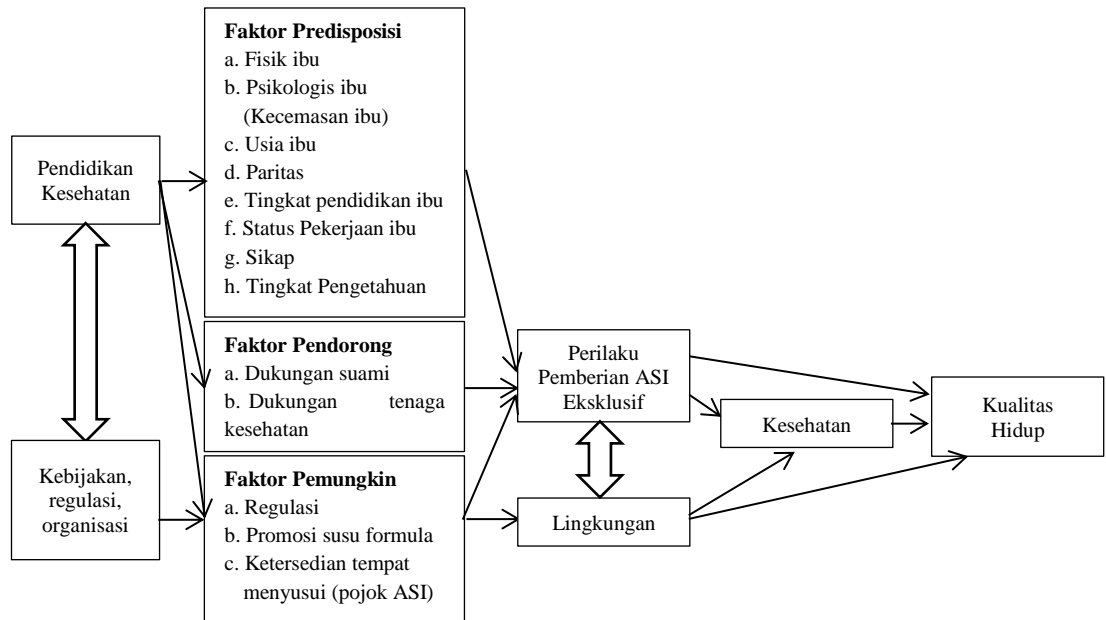 Pendidikan
Kesehatan
Kebijakan,
regulasi,
organisasi
Faktor Predisposisi
a. Fisik ibu
b. Psikologis ibu
(Kecemasan ibu)
c. Usia ibu
d. Paritas
e. Tingkat pendidikan ibu
f. Status Pekerjaan ibu
g. Sikap
h. Tingkat Pengetahuan
Faktor Pendorong
a. Dukungan suami
b. Dukungan tenaga
kesehatan
Faktor Pemungkin
a. Regulasi
b. Promosi susu formula
c. Ketersedian tempat
menyusui (pojok ASI)
Perilaku
Pemberian ASI
Eksklusif
Lingkungan
Kesehatan
Kualitas
Hidup